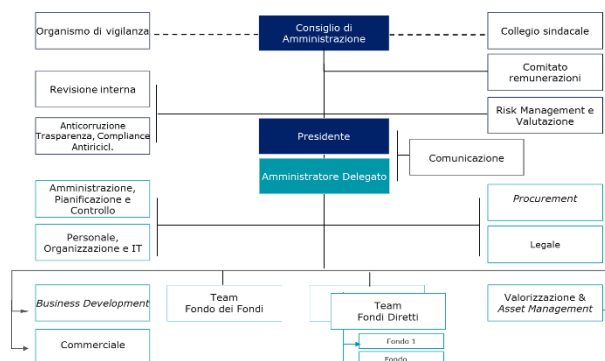 Organismo di vigilanza
Consiglio di
Amministrazione
Collegio sindacale
Comitato
remunerazioni
Revisione interna
Risk Management e
Valutazione
Anticorruzione
Trasparenza, Compliance
Antiricicl.
Presidente
Comunicazione
Amministratore Delegato
Amministrazione,
Pianificazione e
Controllo
Procurement
Personale,
Organizzazione e IT
Legale
Business Development
Team
Fondo dei Fondi
Team
Fondi Diretti
Valorizzazione &
Asset Management
Commerciale
Fondo 1
Fondo